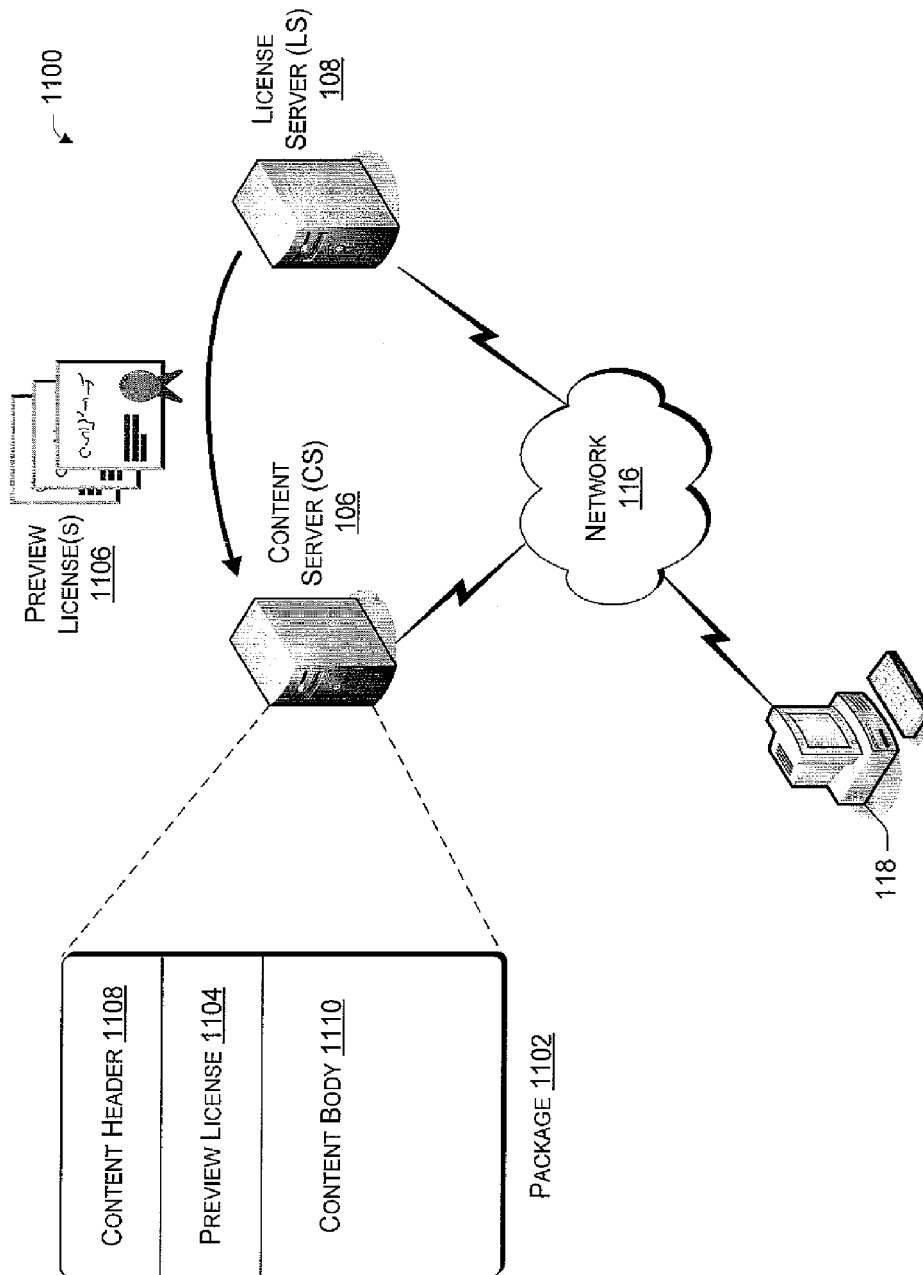 1100
PREVIEW
LICENSE(S)
1106
LICENSE
SERVER (LS)
108
CONTENT
SERVER (CS)
106
CONTENT HEADER 1108
PREVIEW LICENSE 1104
CONTENT BODY 1110
PACKAGE 1102
NETWORK
116
118